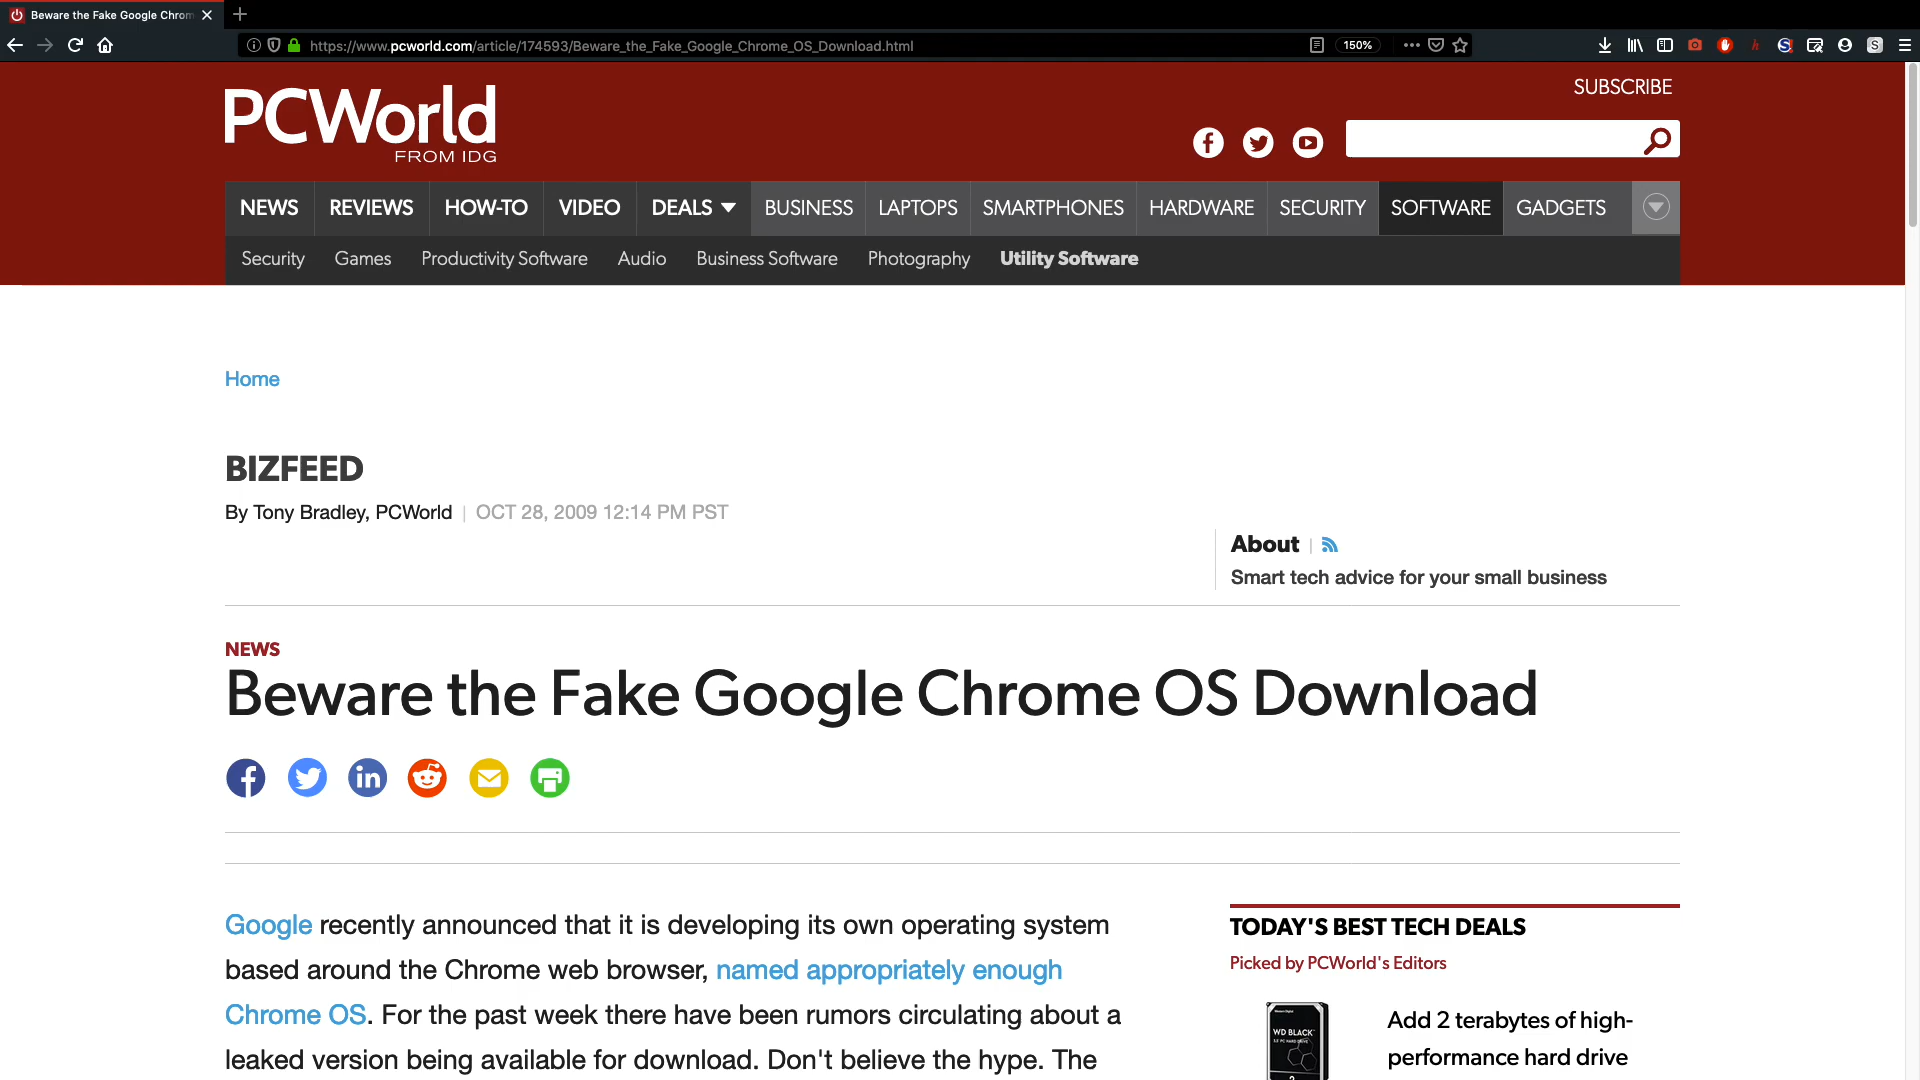 Beware the Fake Google Chrom
https://www.pcworld.com/article/174593/Beware_the_Fake_Google_Chrome_OS_Download.html
150%
SUBSCRIBE
PCWorld
FROM IDG
NEWS REVIEWS HOW-TO VIDEO DEALS BUSINESS LAPTOPS SMARTPHONES HARDWARE SECURITY SOFTWARE GADGETS
Security Games Productivity Software Audio Business Software Photography Utility Software
Home
BIZFEED
By Tony Bradley, PCWorld | OCT 28, 2009 12:14 PM PST
About |
Smart tech advice for your small business
NEWS
Beware the Fake Google Chrome OS Download
Google recently announced that it is developing its own operating system
based around the Chrome web browser, named appropriately enough
Chrome OS. For the past week there have been rumors circulating about a
leaked version being available for download. Don't believe the hype. The
TODAY'S BEST TECH DEALS
Picked by PCWorld's Editors
WD BLACK
Add 2 terabytes of high-
performance hard drive